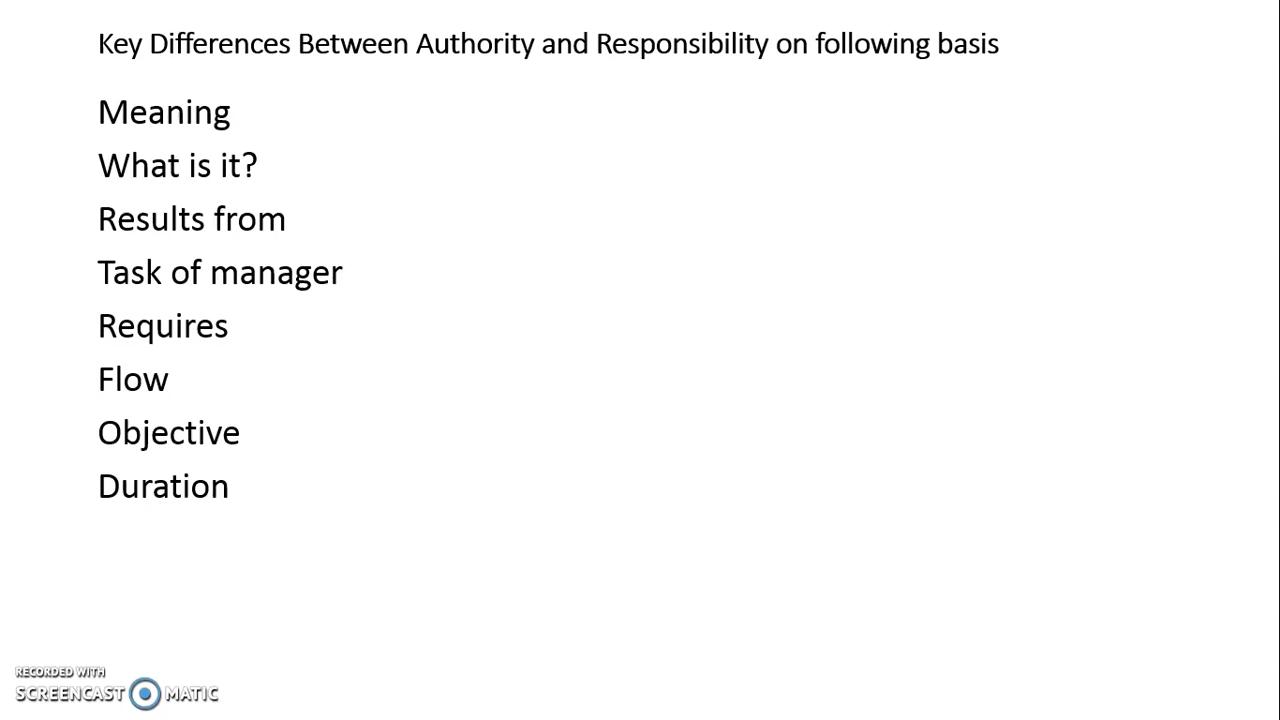 Key Differences Between Authority and Responsibility on following basis
Meaning
What is it?
Results from
Task of manager
Requires
Flow
Objective
Duration
RECORDED WITH
SCREENCAST MATIC